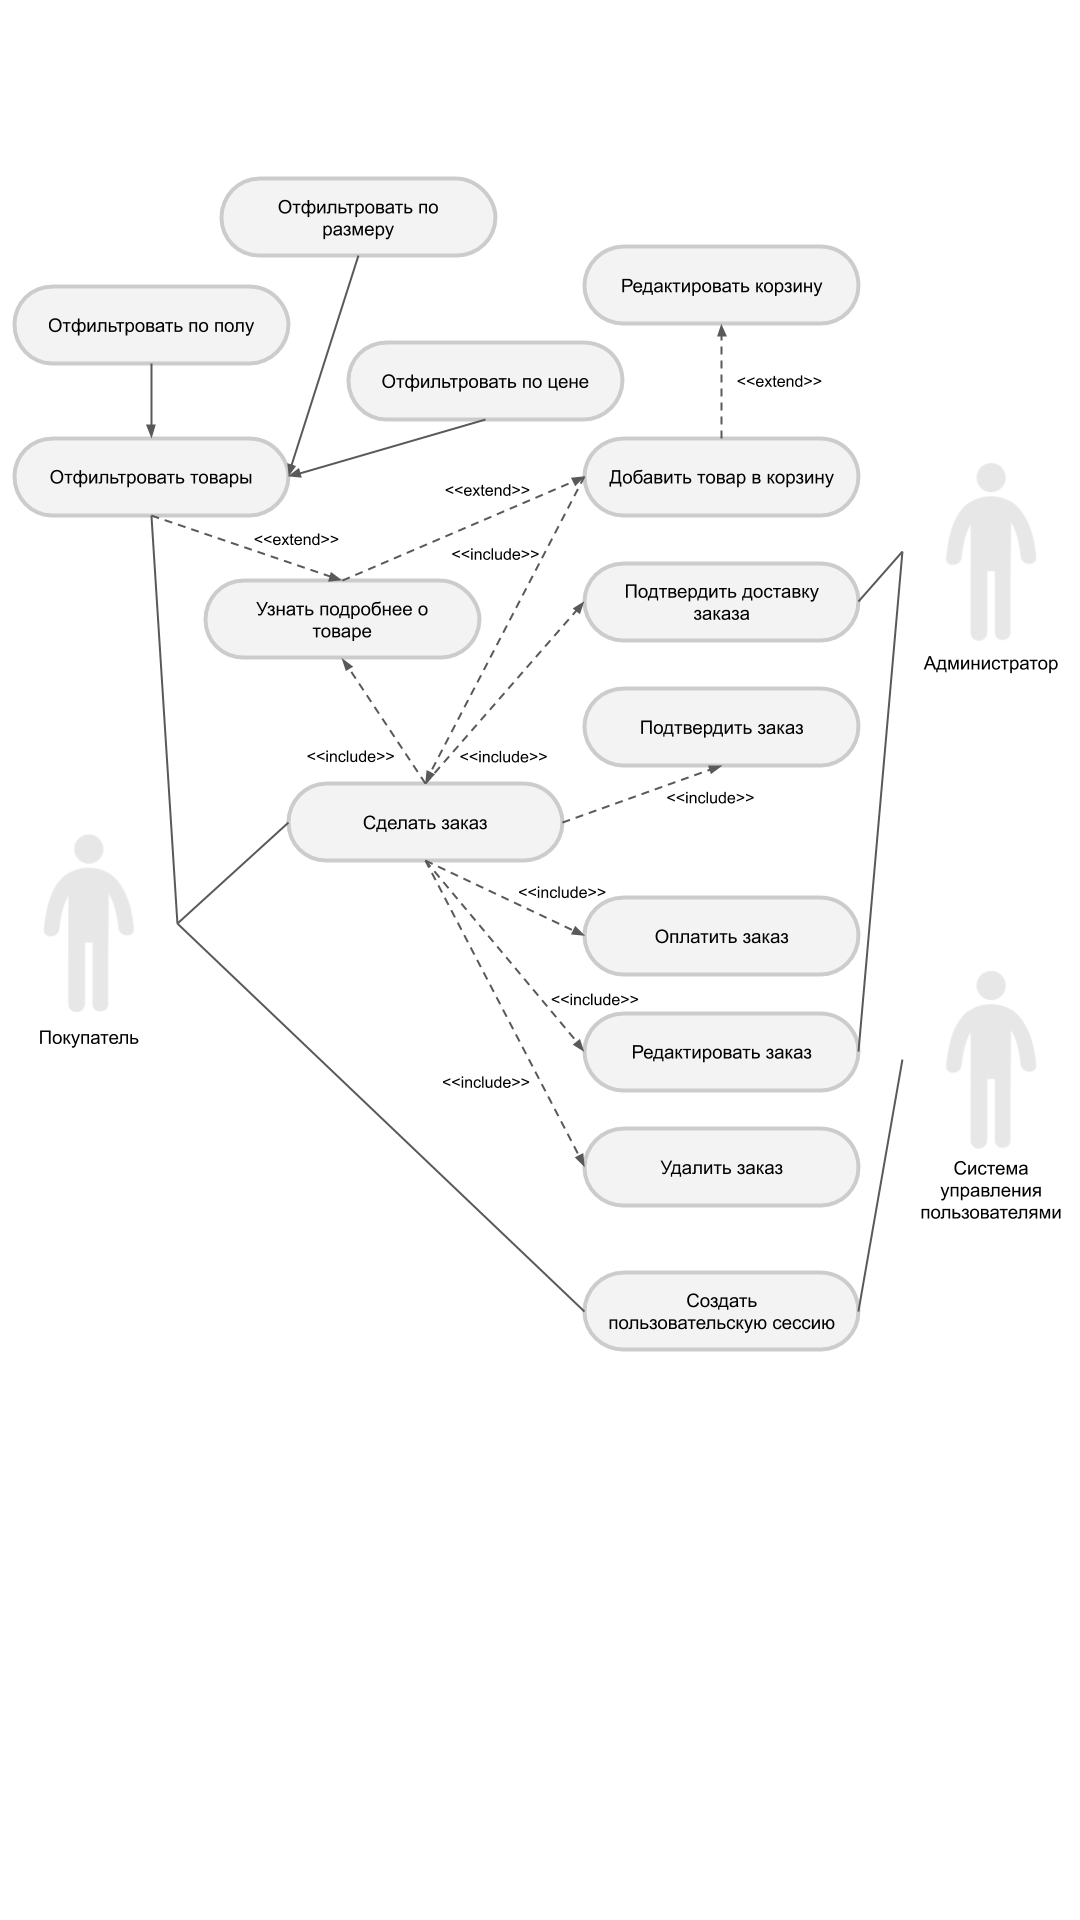 Отфильтровать по
размеру
Редактировать корзину
Отфильтровать по полу
Отфильтровать по цене
<<extend>>
Отфильтровать товары
Добавить товар в корзину
<<extend>>
<<extend>>
<<include>>
Узнать подробнее о
товаре
Подтвердить доставку
заказа
Администратор
Подтвердить заказ
<<include>>
<<include>>
<<include>>
Сделать заказ
<<include>>
Оплатить заказ
<<include>>
Покупатель
Редактировать заказ
<<include>>
Удалить заказ
Система
управления
пользователями
Создать
пользовательскую сессию